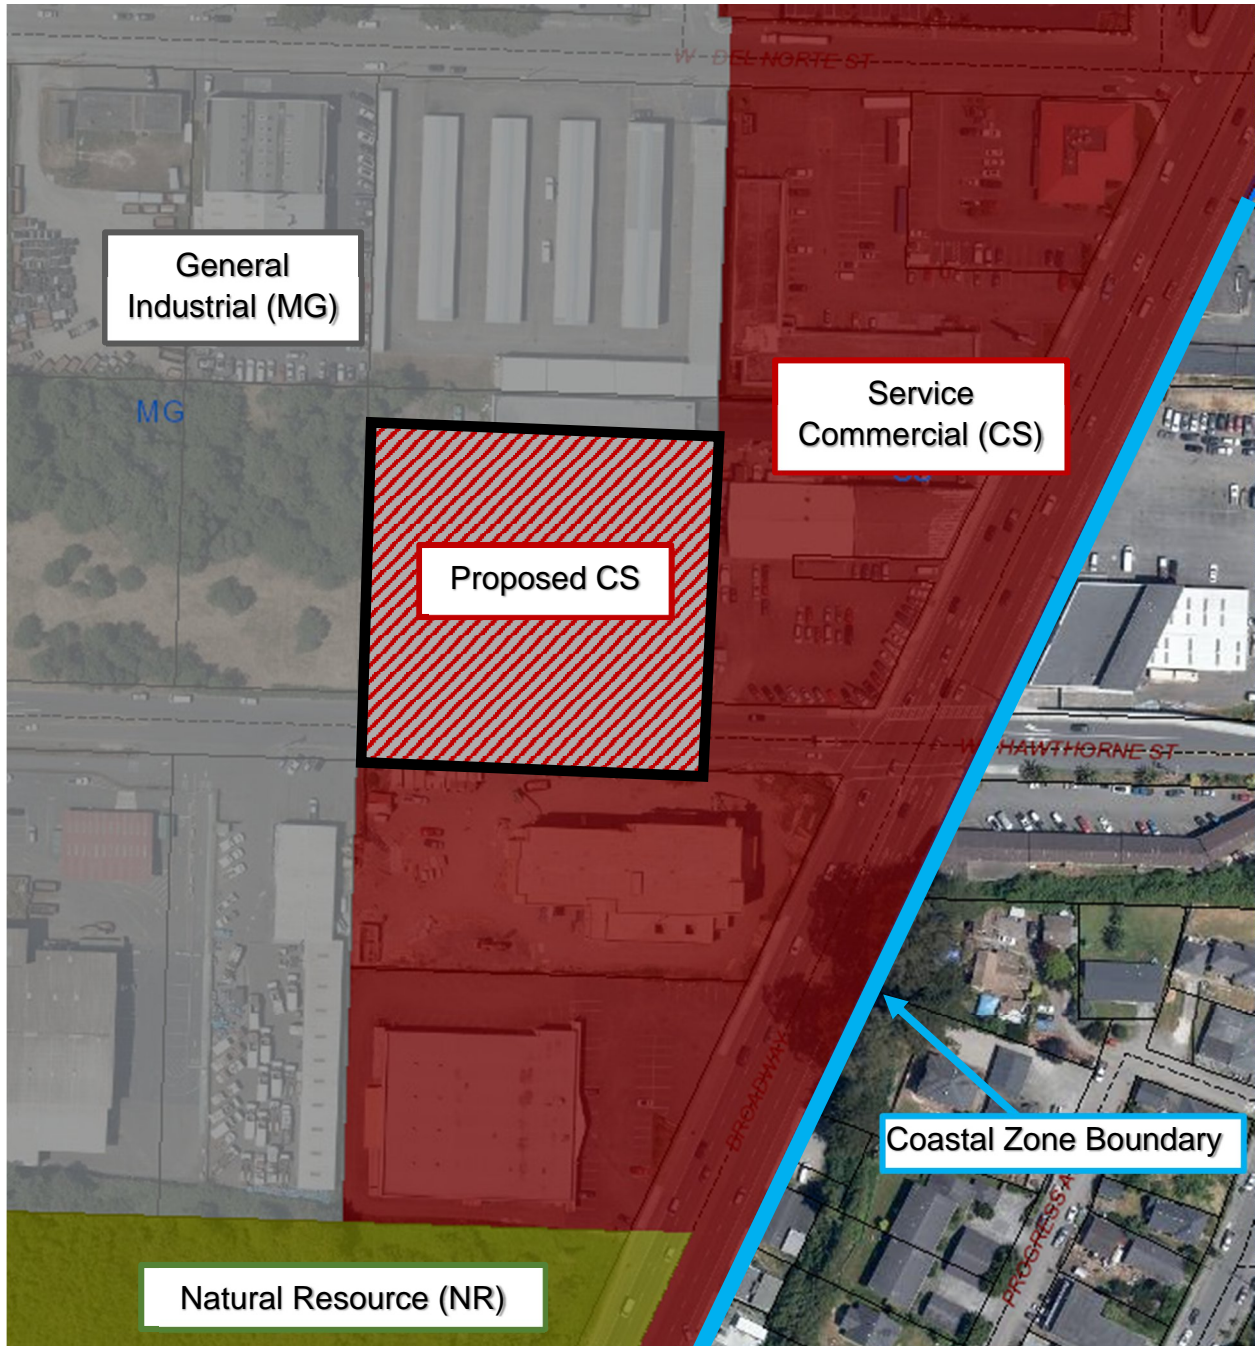 W DEL NORTE ST
General
Industrial (MG)
MG
Service
Commercial (CS)
Proposed CS
W HAWTHORNE ST
BROADWAY
Coastal Zone Boundary
Natural Resource (NR)